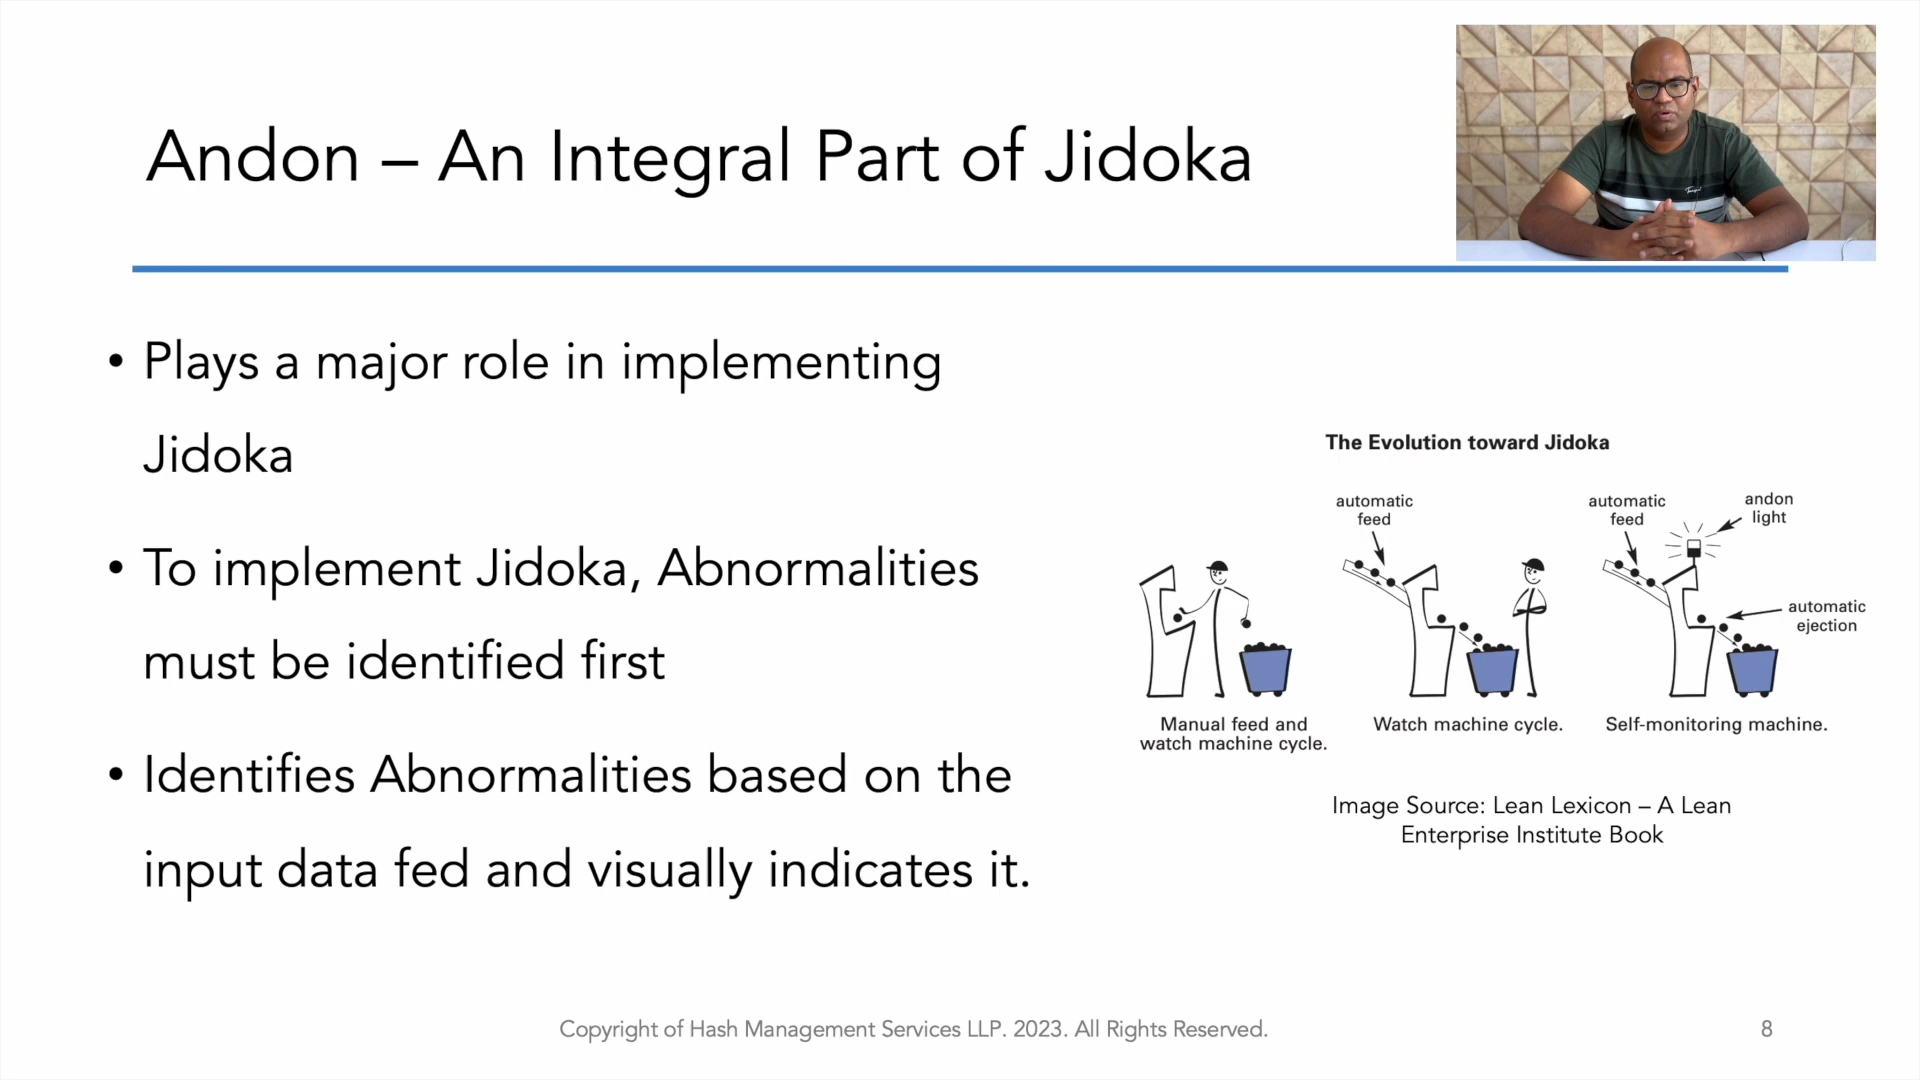 Andon – An Integral Part of Jidoka
• Plays a major role in implementing
Jidoka
• To implement Jidoka, Abnormalities
must be identified first
• Identifies Abnormalities based on the
input data fed and visually indicates it.
The Evolution toward Jidoka
automatic
feed
automatic
feed
andon
light
automatic
ejection
Manual feed and
watch machine cycle.
Watch machine cycle.
Self-monitoring machine.
Image Source: Lean Lexicon – A Lean
Enterprise Institute Book
Copyright of Hash Management Services LLP. 2023. All Rights Reserved.
8